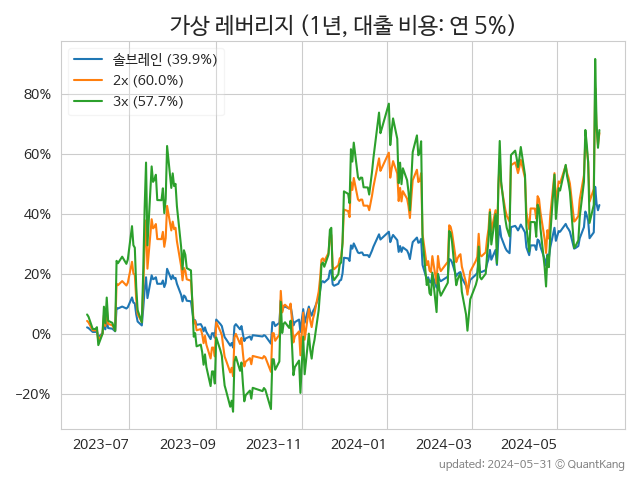 가상 레버리지 (1년, 대출 비용: 연 5%)
솔브레인 (39.9%)
2x (60.0%)
3x (57.7%)
80%
60%
40%
20%
0%
−20%
2023-07 2023-09 2023-11 2024-01 2024-03 2024-05
updated: 2024-05-31 © QuantKang